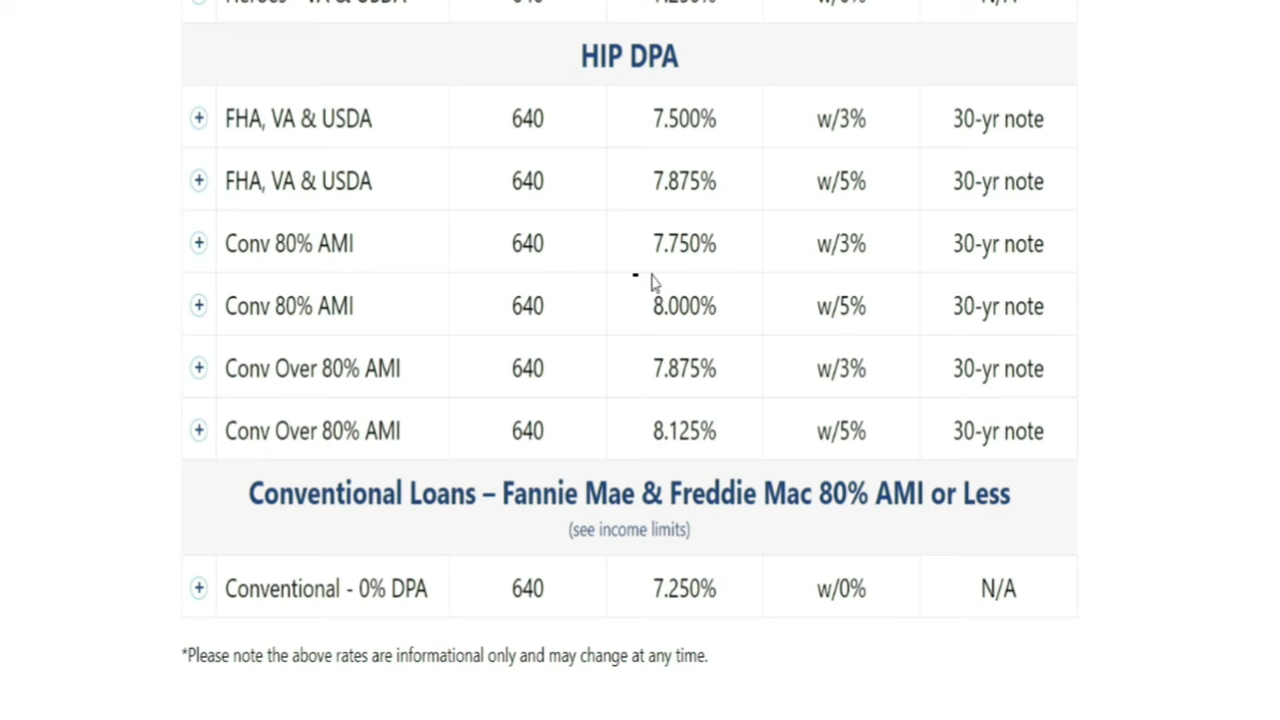 HIP DPA
FHA, VA & USDA 640 7.500% w/3% 30-yr note
FHA, VA & USDA 640 7.875% w/5% 30-yr note
Conv 80% AMI 640 7.750% w/3% 30-yr note
Conv 80% AMI 640 8.000% w/5% 30-yr note
Conv Over 80% AMI 640 7.875% w/3% 30-yr note
Conv Over 80% AMI 640 8.125% w/5% 30-yr note
Conventional Loans – Fannie Mae & Freddie Mac 80% AMI or Less
(see income limits)
Conventional - 0% DPA 640 7.250% w/0% N/A
*Please note the above rates are informational only and may change at any time.